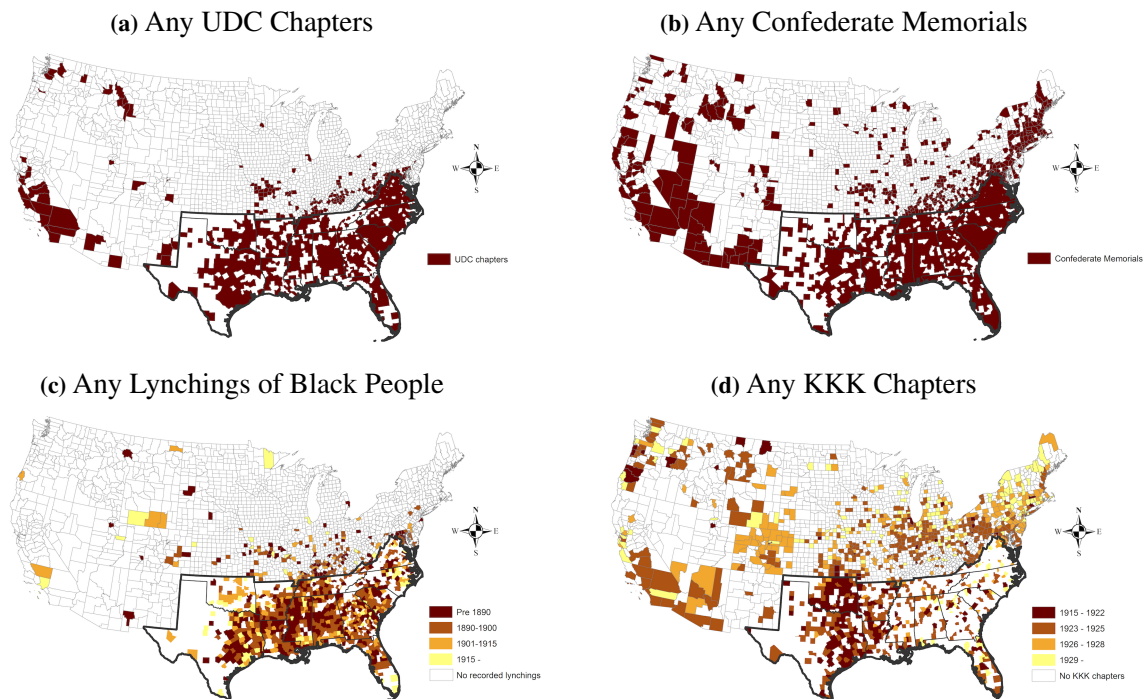 (a) Any UDC Chapters
N
W E
S
UDC chapters
(b) Any Confederate Memorials
N
W E
S
Confederate Memorials
(c) Any Lynchings of Black People
N
W E
S
Pre 1890
1890-1900
1901-1915
1915 -
No recorded lynchings
(d) Any KKK Chapters
N
W E
S
1915 - 1922
1923 - 1925
1926 - 1928
1929 -
No KKK chapters